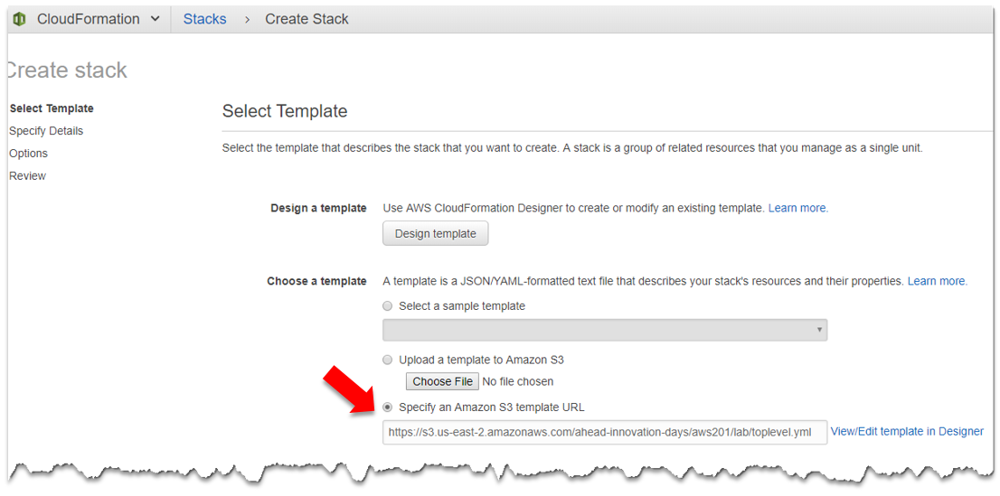 CloudFormation Stacks > Create Stack
Create stack
Select Template
Specify Details
Options
Review
Select Template
Select the template that describes the stack that you want to create. A stack is a group of related resources that you manage as a single unit.
Design a template Use AWS CloudFormation Designer to create or modify an existing template. Learn more.
Design template
Choose a template A template is a JSON/YAML-formatted text file that describes your stack's resources and their properties. Learn more.
Select a sample template
Upload a template to Amazon S3
Choose File No file chosen
Specify an Amazon S3 template URL
https://s3.us-east-2.amazonaws.com/ahead-innovation-days/aws201/lab/toplevel.yml View/Edit template in Designer